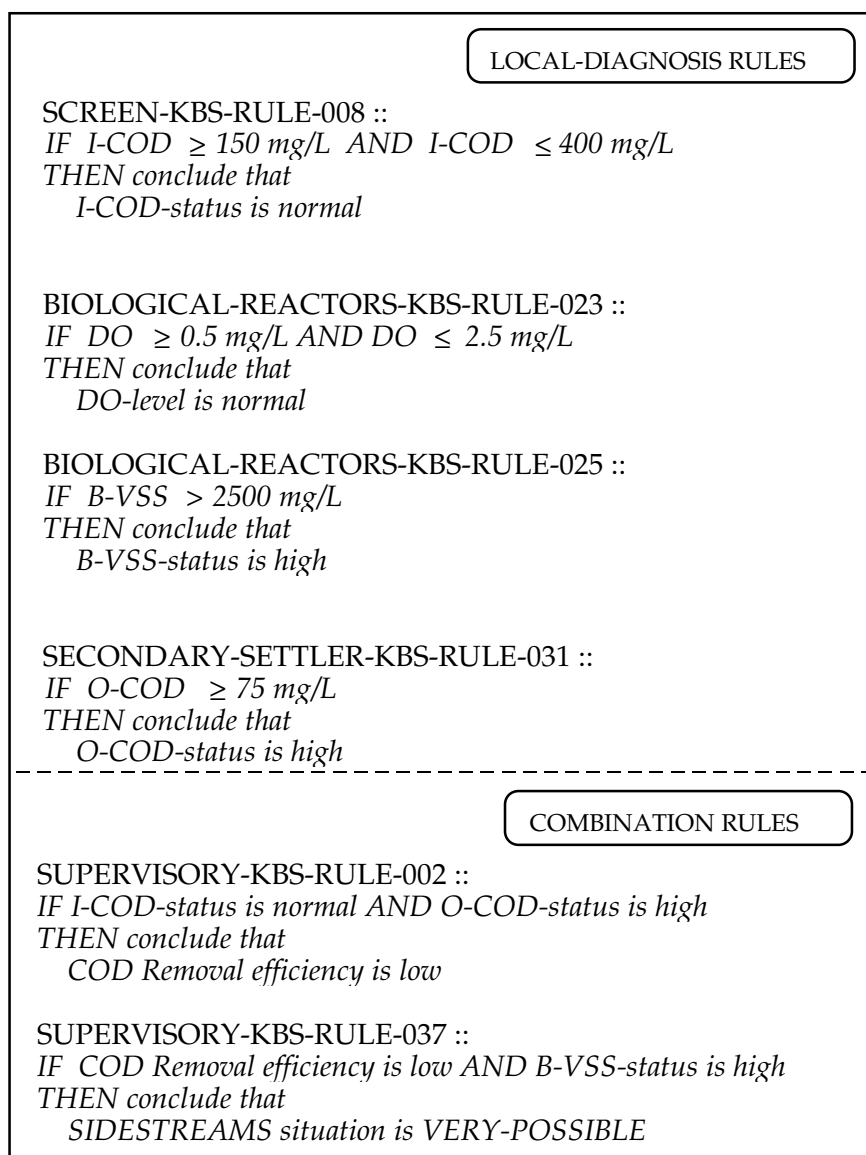 LOCAL-DIAGNOSIS RULES
SCREEN-KBS-RULE-008 ::
IF I-COD ≥ 150 mg/L AND I-COD ≤ 400 mg/L
THEN conclude that
I-COD-status is normal
BIOLOGICAL-REACTORS-KBS-RULE-023 ::
IF DO ≥ 0.5 mg/L AND DO ≤ 2.5 mg/L
THEN conclude that
DO-level is normal
BIOLOGICAL-REACTORS-KBS-RULE-025 ::
IF B-VSS > 2500 mg/L
THEN conclude that
B-VSS-status is high
SECONDARY-SETTLER-KBS-RULE-031 ::
IF O-COD ≥ 75 mg/L
THEN conclude that
O-COD-status is high
COMBINATION RULES
SUPERVISORY-KBS-RULE-002 ::
IF I-COD-status is normal AND O-COD-status is high
THEN conclude that
COD Removal efficiency is low
SUPERVISORY-KBS-RULE-037 ::
IF COD Removal efficiency is low AND B-VSS-status is high
THEN conclude that
SIDESTREAMS situation is VERY-POSSIBLE